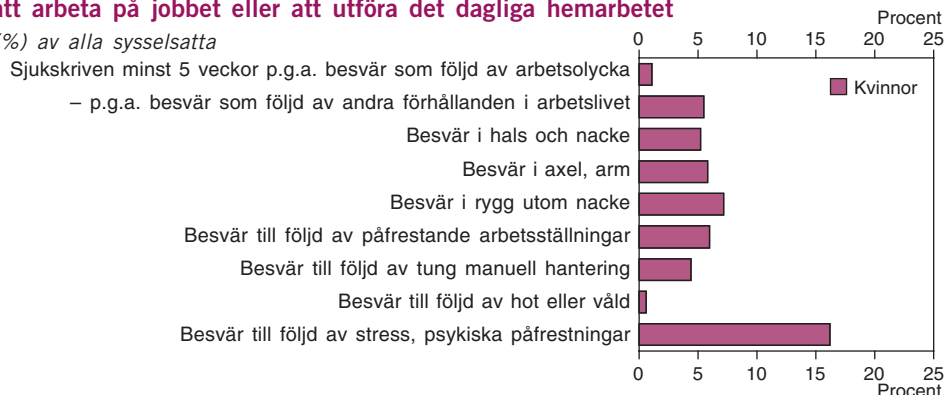 att arbeta på jobbet eller att utföra det dagliga hemarbetet
(%) av alla sysselsatta
Procent
0 5 10 15 20 25
Sjukskriven minst 5 veckor p.g.a. besvär som följd av arbetsolycka
– p.g.a. besvär som följd av andra förhållanden i arbetslivet
Kvinnor
Besvär i hals och nacke
Besvär i axel, arm
Besvär i rygg utom nacke
Besvär till följd av påfrestande arbetsställningar
Besvär till följd av tung manuell hantering
Besvär till följd av hot eller våld
Besvär till följd av stress, psykiska påfrestningar
0 5 10 15 20 25
Procent